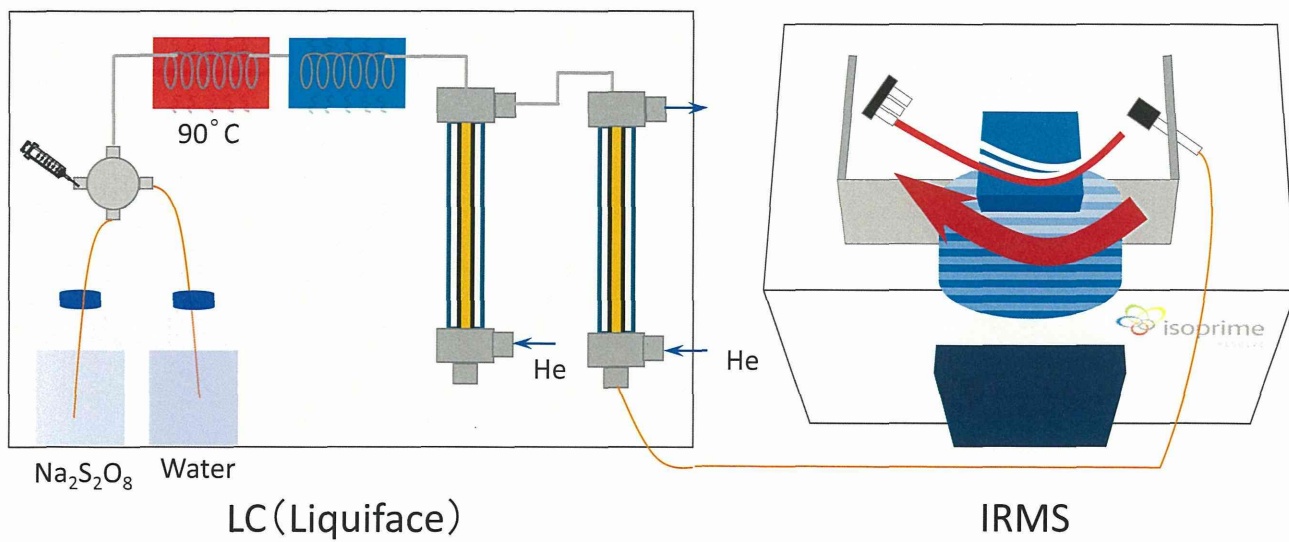 90°C
He
He
isoprime
Na₂S₂O₈
Water
LC(Liquiface)
IRMS